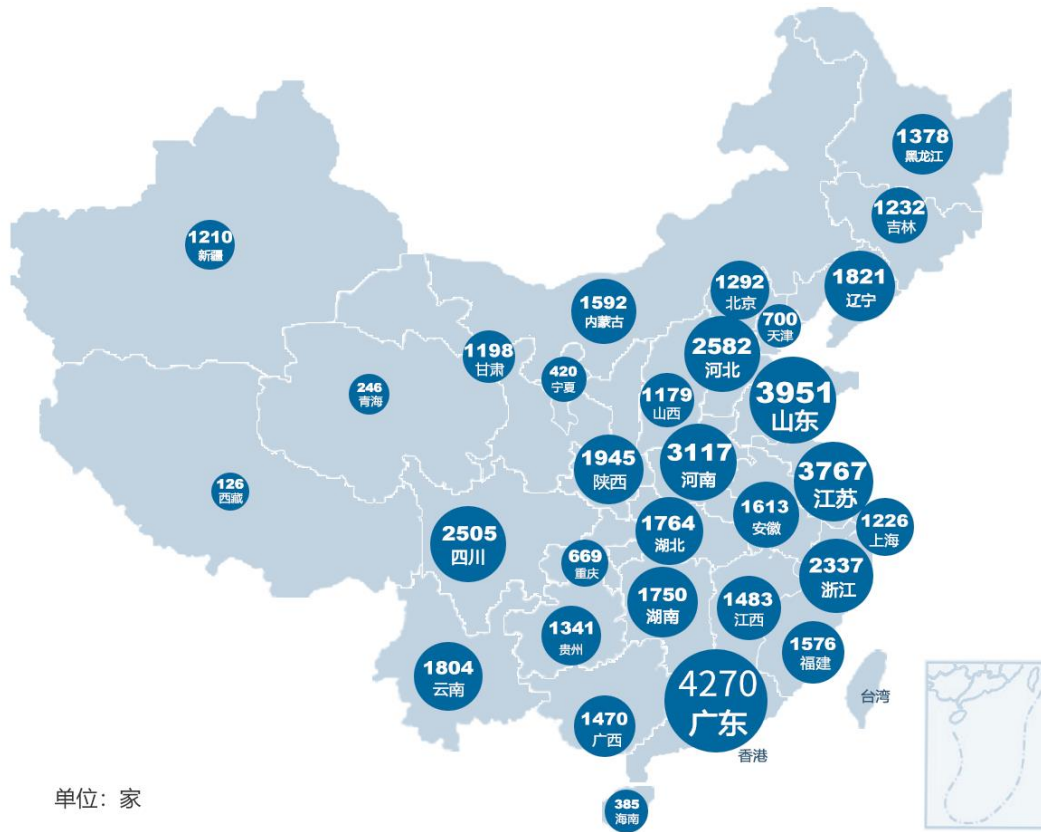 1378
黑龙江
1232
吉林
1210
新疆
1821
辽宁
1292
北京
1592
内蒙古
700
天津
2582
河北
1198
甘肃
420
宁夏
246
青海
1179
山西
3951
山东
3117
河南
1945
陕西
3767
江苏
126
西藏
1613
安徽
1764
湖北
1226
上海
2505
四川
669
重庆
2337
浙江
1750
湖南
1483
江西
1341
贵州
1576
福建
1804
云南
4270
广东
台湾
1470
广西
香港
单位：家
385
海南